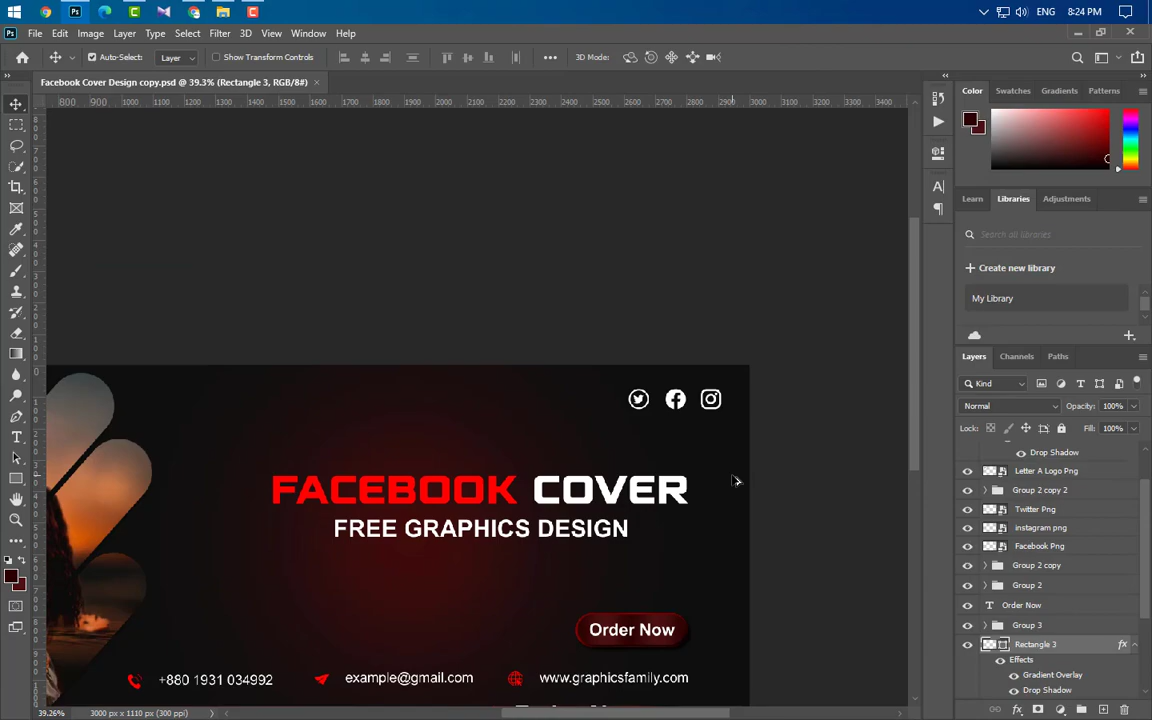 ENG 8:24 PM
File Edit Image Layer Type Select Filter 3D View Window Help
Auto-Select: Layer Show Transform Controls 3D Mode:
Facebook Cover Design copy.psd @ 39.3% (Rectangle 3, RGB/8#) ×
800 900 1000 1100 1200 1300 1400 1500 1600 1700 1800 1900 2000 2100 2200 2300 2400 2500 2600 2700 2800 2900 3000 3100 3200 3300 3400
Color Swatches Gradients Patterns
Learn Libraries Adjustments
Search all libraries
Create new library
My Library
Layers Channels Paths
Kind
Normal Opacity: 100%
Lock: Fill: 100%
Drop Shadow
Letter A Logo Png
Group 2 copy 2
Twitter Png
instagram png
Facebook Png
Group 2 copy
Group 2
Order Now
Group 3
Rectangle 3 fx
Effects
Gradient Overlay
Drop Shadow
FACEBOOK COVER
FREE GRAPHICS DESIGN
Order Now
+880 1931 034992 example@gmail.com www.graphicsfamily.com
39.26% 3000 px x 1110 px (300 ppi)